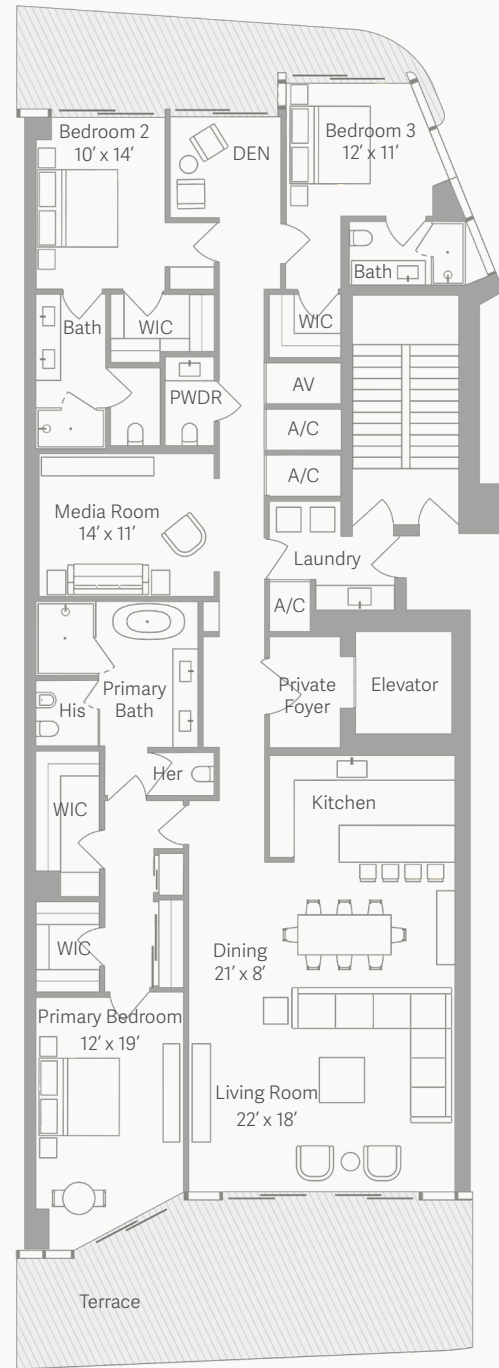 Bedroom 2
10′ x 14′
DEN
Bedroom 3
12′ x 11′
Bath
Bath
WIC
WIC
PWDR
AV
A/C
A/C
Media Room
14′ x 11′
Laundry
A/C
His
Primary
Bath
Private
Foyer
Elevator
Her
WIC
Kitchen
WIC
Dining
21′ x 8′
Primary Bedroom
12′ x 19′
Living Room
22′ x 18′
Terrace